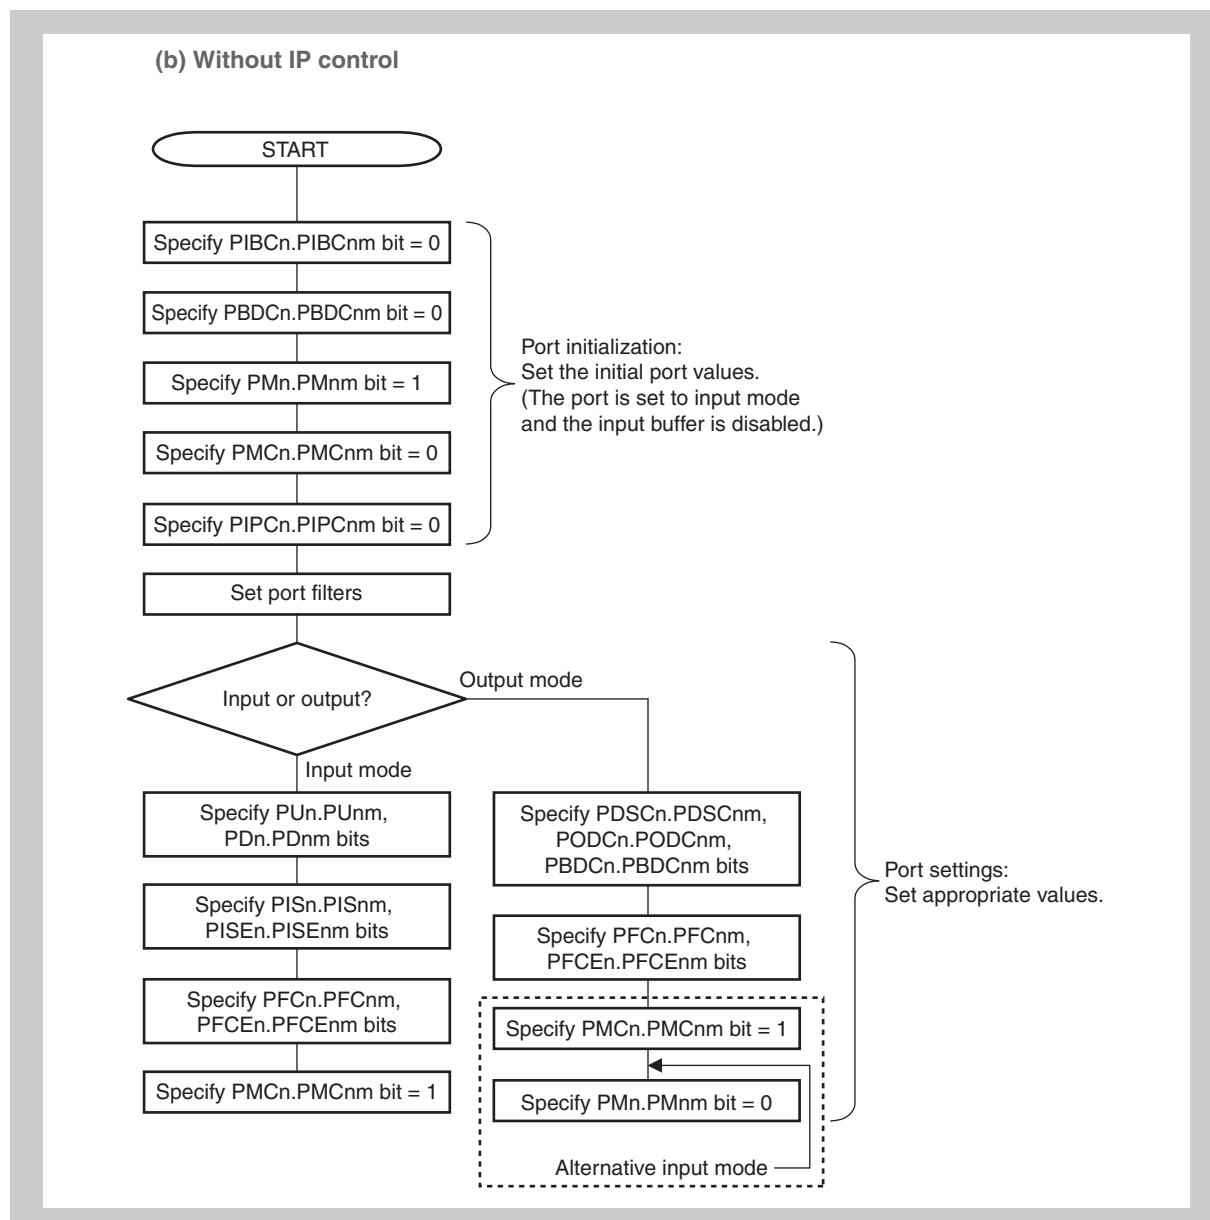 (b) Without IP control
START
Specify PIBCn.PIBCnm bit = 0
Specify PBDCn.PBDCnm bit = 0
Specify PMn.PMnm bit = 1
Specify PMCn.PMCnm bit = 0
Specify PIPCn.PIPCnm bit = 0
Port initialization:
Set the initial port values.
(The port is set to input mode
and the input buffer is disabled.)
Set port filters
Input or output?
Output mode
Input mode
Specify PUn.PUnm,
PDn.PDnm bits
Specify PISn.PISnm,
PISEn.PISEnm bits
Specify PFCn.PFCnm,
PFCEn.PFCEnm bits
Specify PMCn.PMCnm bit = 1
Specify PDSCn.PDSCnm,
PODCn.PODCnm,
PBDCn.PBDCnm bits
Specify PFCn.PFCnm,
PFCEn.PFCEnm bits
Specify PMCn.PMCnm bit = 1
Specify PMn.PMnm bit = 0
Alternative input mode
Port settings:
Set appropriate values.